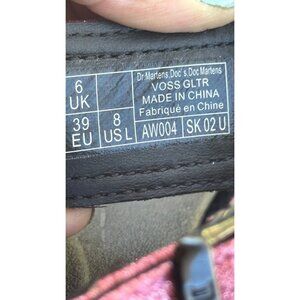 6 UK
39 EU
8 US L
Dr Martens,Doc's,Doc Martens
VOSS GLTR
MADE IN CHINA
Fabriqué en Chine
AW004
SK 02 U